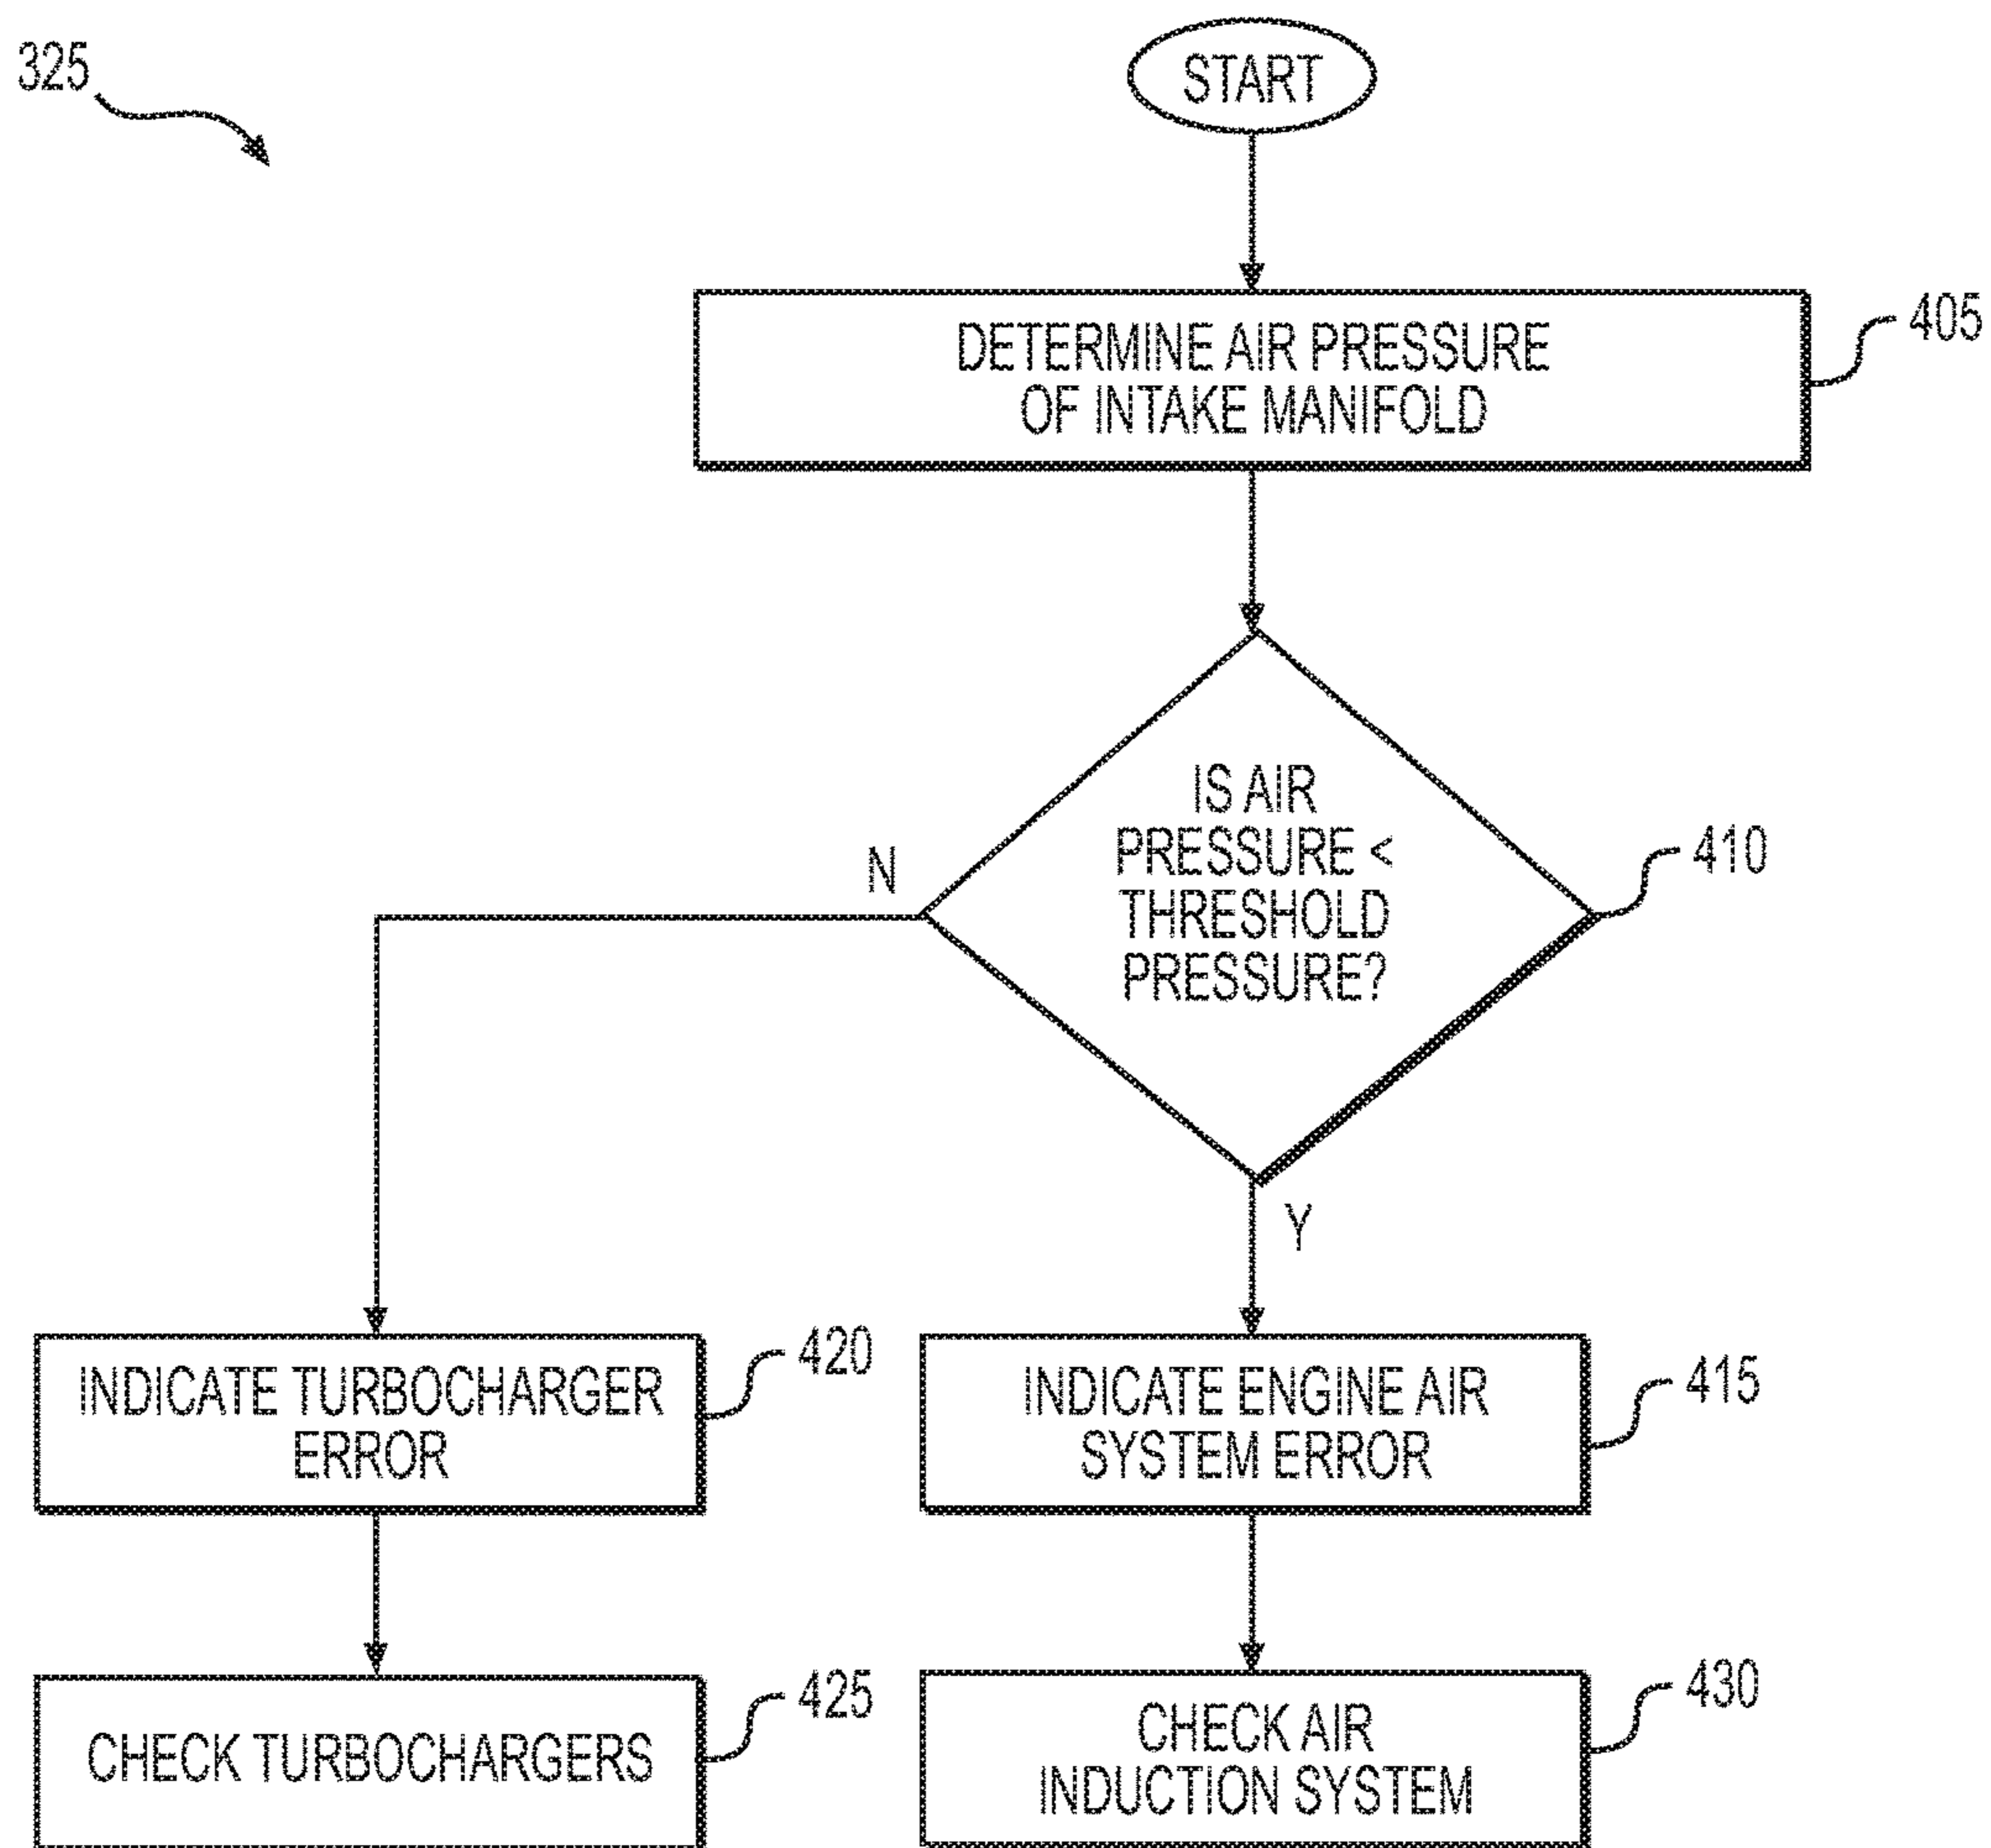 325
START
DETERMINE AIR PRESSURE
OF INTAKE MANIFOLD
405
IS AIR
PRESSURE <
THRESHOLD
PRESSURE?
410
N
Y
INDICATE TURBOCHARGER
ERROR
420
INDICATE ENGINE AIR
SYSTEM ERROR
415
CHECK TURBOCHARGERS
425
CHECK AIR
INDUCTION SYSTEM
430